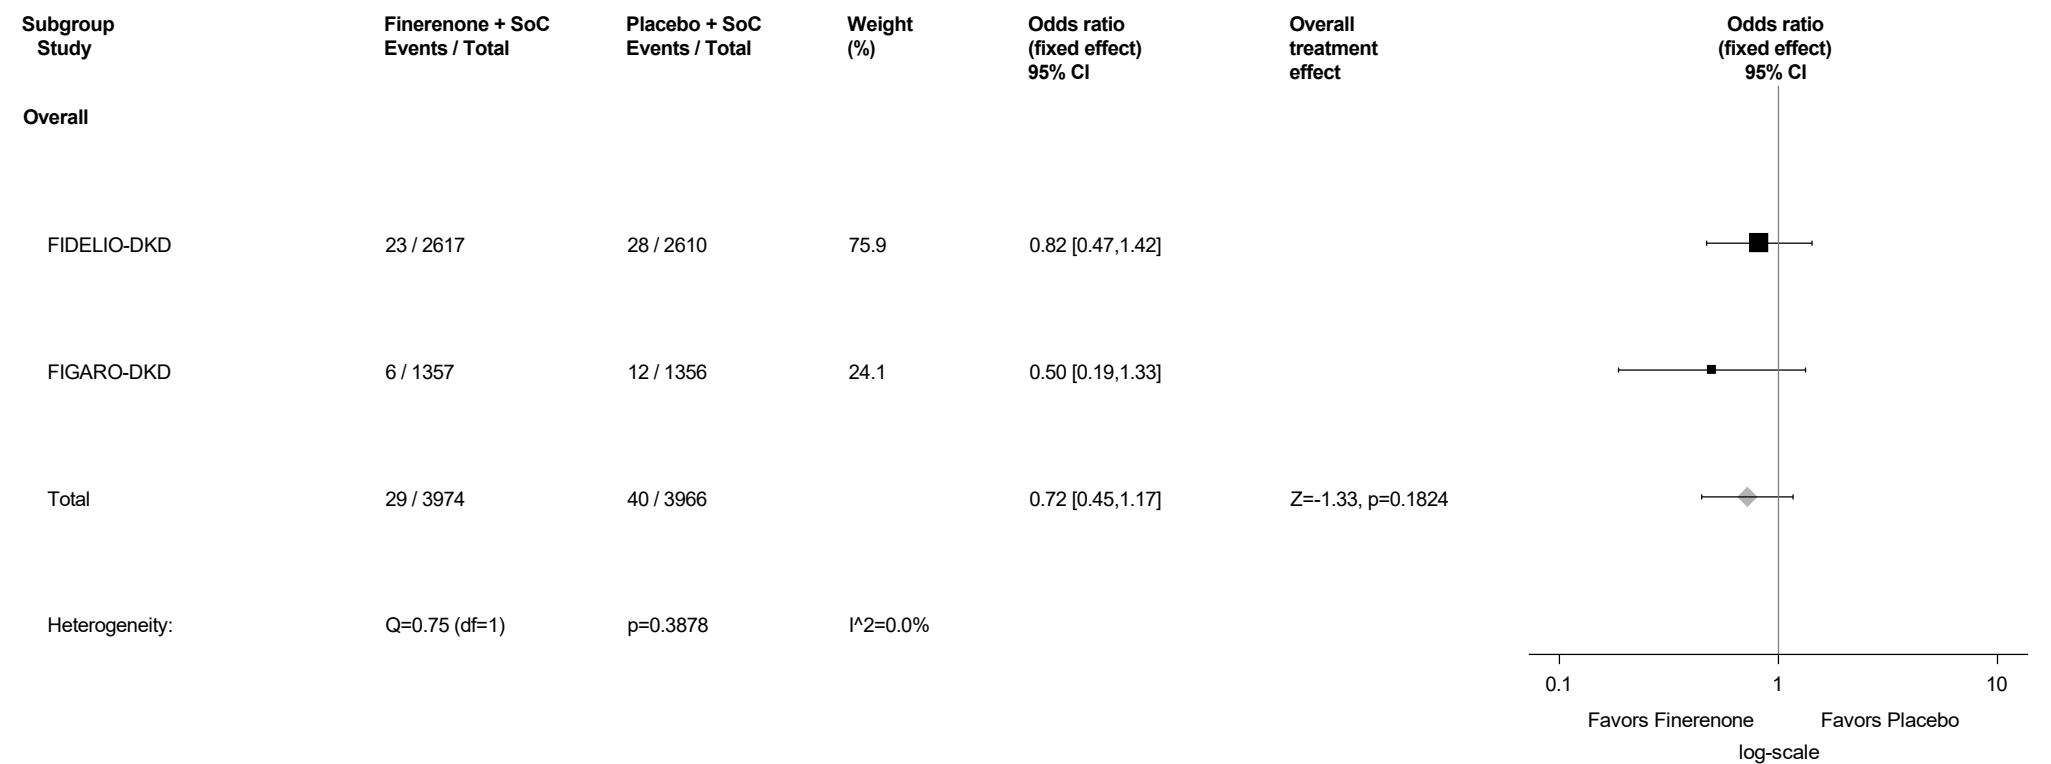 Subgroup Finerenone + SoC Placebo + SoC Weight Odds ratio Overall Odds ratio
Study Events / Total Events / Total (%) (fixed effect) treatment (fixed effect)
95% CI effect 95% CI
Overall
FIDELIO-DKD 23 / 2617 28 / 2610 75.9 0.82 [0.47,1.42]
FIGARO-DKD 6 / 1357 12 / 1356 24.1 0.50 [0.19,1.33]
Total 29 / 3974 40 / 3966 0.72 [0.45,1.17] Z=-1.33, p=0.1824
Heterogeneity: Q=0.75 (df=1) p=0.3878 I^2=0.0%
0.1 1 10
Favors Finerenone Favors Placebo
log-scale